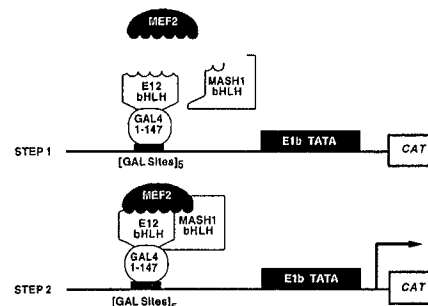 MEF2
E12
bHLH
MASH1
bHLH
GAL4
1-147
E1b TATA
STEP 1
CAT
[GAL Sites]5
MEF2
E12
bHLH
MASH1
bHLH
GAL4
1-147
E1b TATA
STEP 2
CAT
[GAL Sites]